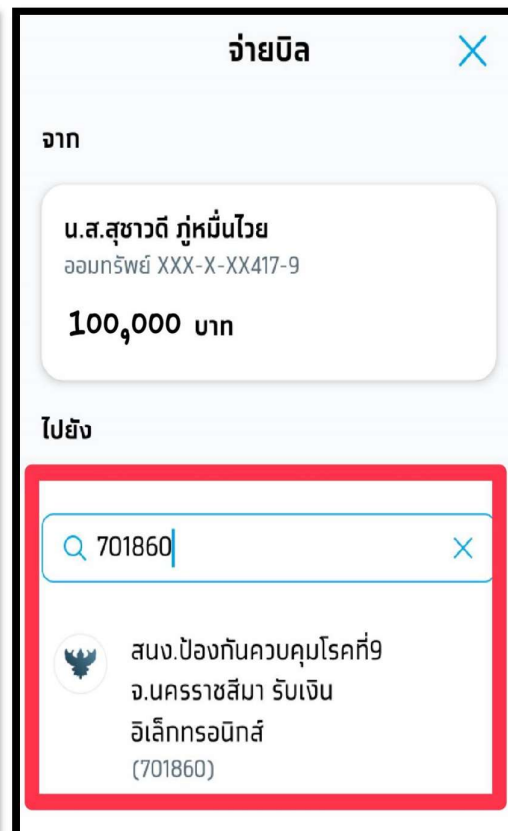 จ่ายบิล
จาก
น.ส.สุชาวดี ภู่หมื่นไวย
ออมทรัพย์ XXX-X-XX417-9
100,000 บาท
ไปยัง
701860
สนง.ป้องกันควบคุมโรคที่9
จ.นครราชสีมา รับเงิน
อิเล็กทรอนิกส์
(701860)